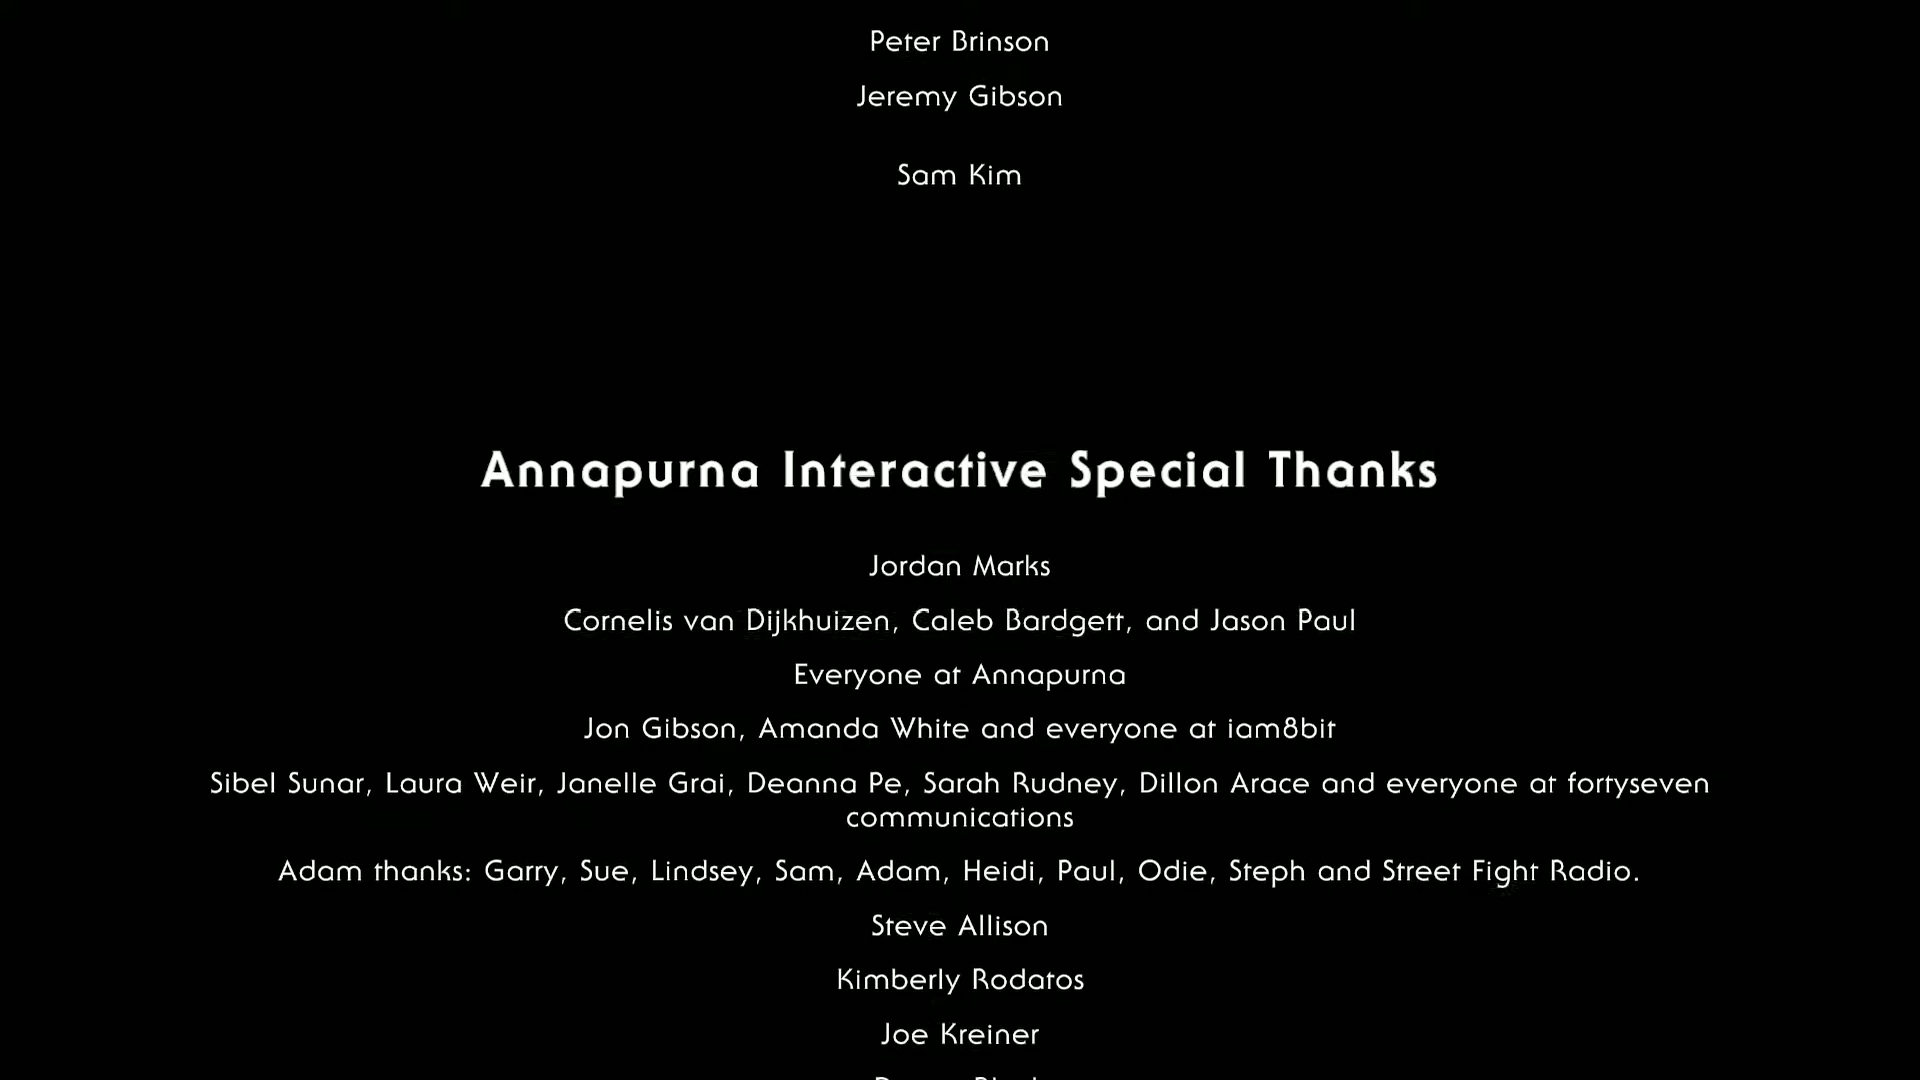 Peter Brinson
Jeremy Gibson
Sam Kim
Annapurna Interactive Special Thanks
Jordan Marks
Cornelis van Dijkhuizen, Caleb Bardgett, and Jason Paul
Everyone at Annapurna
Jon Gibson, Amanda White and everyone at iam8bit
Sibel Sunar, Laura Weir, Janelle Grai, Deanna Pe, Sarah Rudney, Dillon Arace and everyone at fortyseven
communications
Adam thanks: Garry, Sue, Lindsey, Sam, Adam, Heidi, Paul, Odie, Steph and Street Fight Radio.
Steve Allison
Kimberly Rodatos
Joe Kreiner